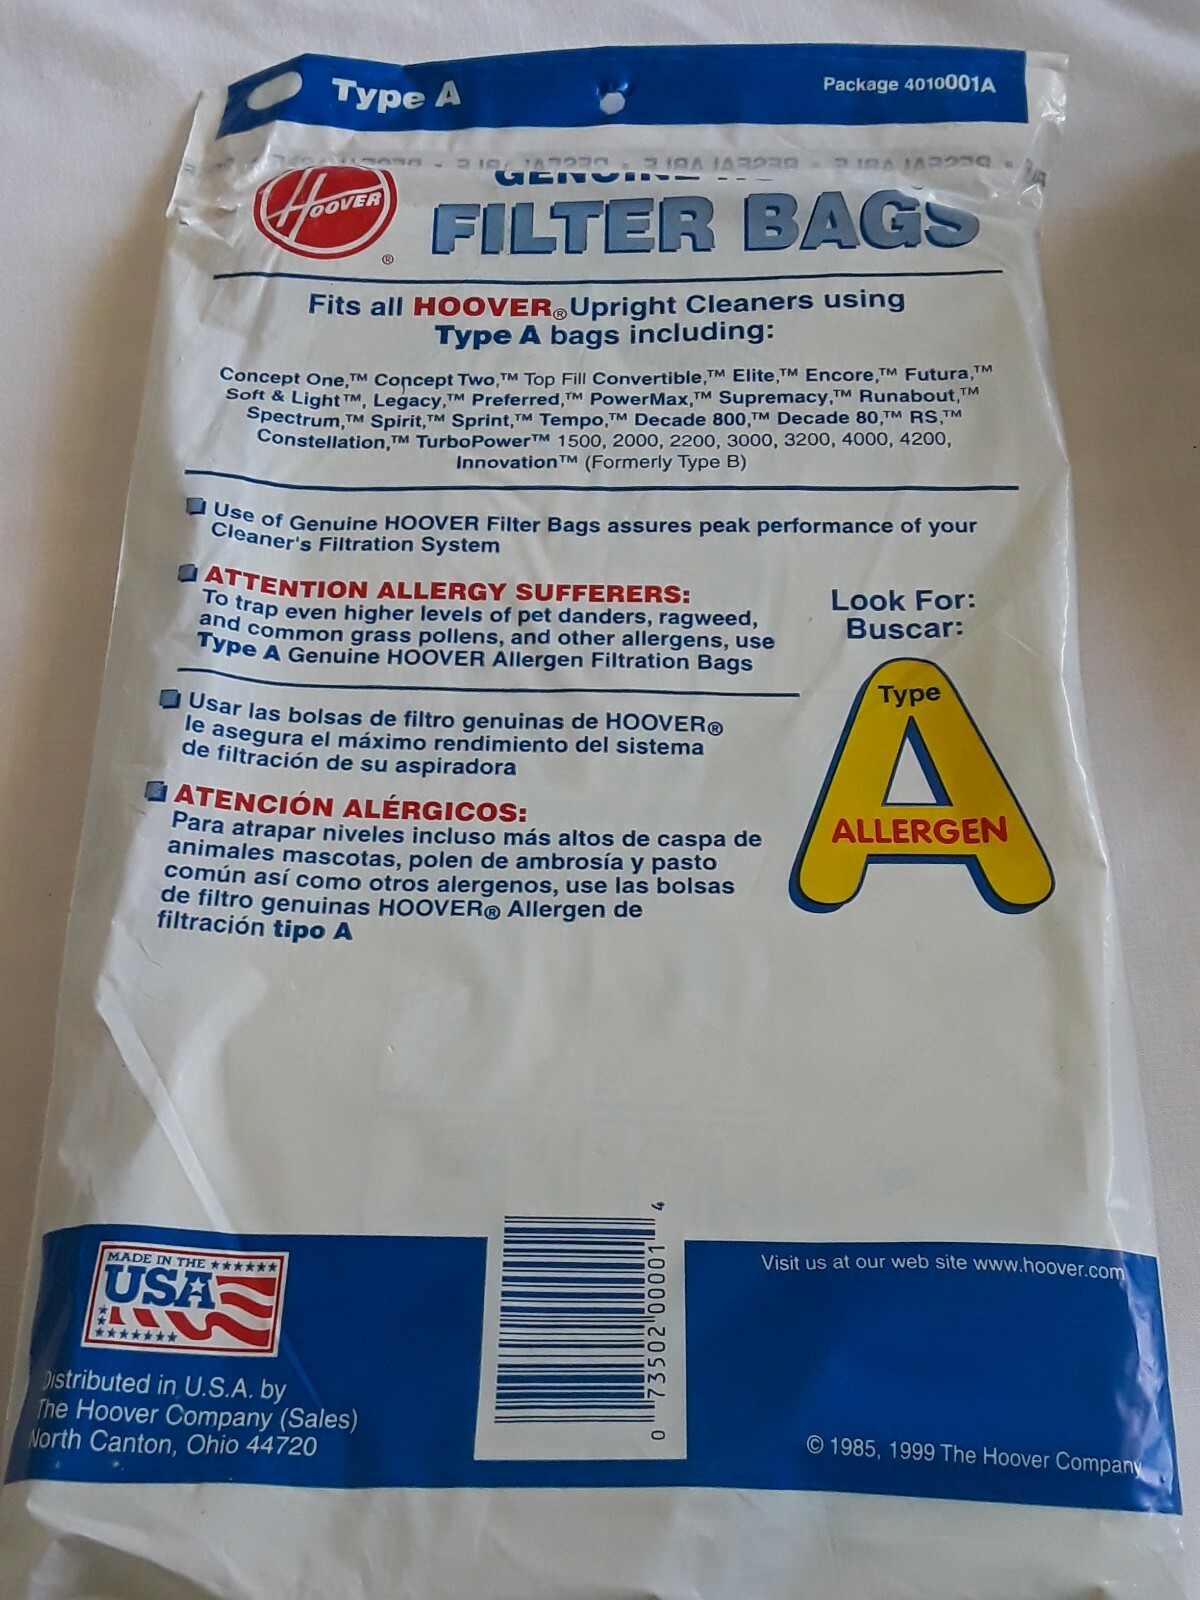 Type A
Package 4010001A
HOOVER
®
GENUINE
FILTER BAGS
Fits all HOOVER® Upright Cleaners using
Type A bags including:
Concept One,™ Concept Two,™ Top Fill Convertible,™ Elite,™ Encore,™ Futura,™
Soft & Light™, Legacy,™ Preferred,™ PowerMax,™ Supremacy,™ Runabout,™
Spectrum,™ Spirit,™ Sprint,™ Tempo,™ Decade 800,™ Decade 80,™ RS,™
Constellation,™ TurboPower™ 1500, 2000, 2200, 3000, 3200, 4000, 4200,
Innovation™ (Formerly Type B)
Use of Genuine HOOVER Filter Bags assures peak performance of your
Cleaner's Filtration System
ATTENTION ALLERGY SUFFERERS:
To trap even higher levels of pet danders, ragweed,
and common grass pollens, and other allergens, use
Type A Genuine HOOVER Allergen Filtration Bags
Look For:
Buscar:
Type
A
ALLERGEN
Usar las bolsas de filtro genuinas de HOOVER®
le asegura el máximo rendimiento del sistema
de filtración de su aspiradora
ATENCIÓN ALÉRGICOS:
Para atrapar niveles incluso más altos de caspa de
animales mascotas, polen de ambrosía y pasto
común así como otros alergenos, use las bolsas
de filtro genuinas HOOVER® Allergen de
filtración tipo A
MADE IN THE
USA
Distributed in U.S.A. by
The Hoover Company (Sales)
North Canton, Ohio 44720
0 73502 00001 4
Visit us at our web site www.hoover.com
© 1985, 1999 The Hoover Company